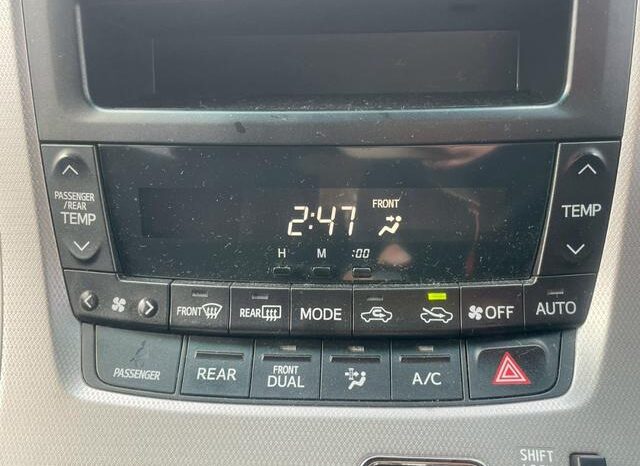 PASSENGER
/REAR
TEMP
2:47
FRONT
H M :00
TEMP
FRONT
REAR
MODE
OFF
AUTO
PASSENGER
REAR
FRONT
DUAL
A/C
SHIFT